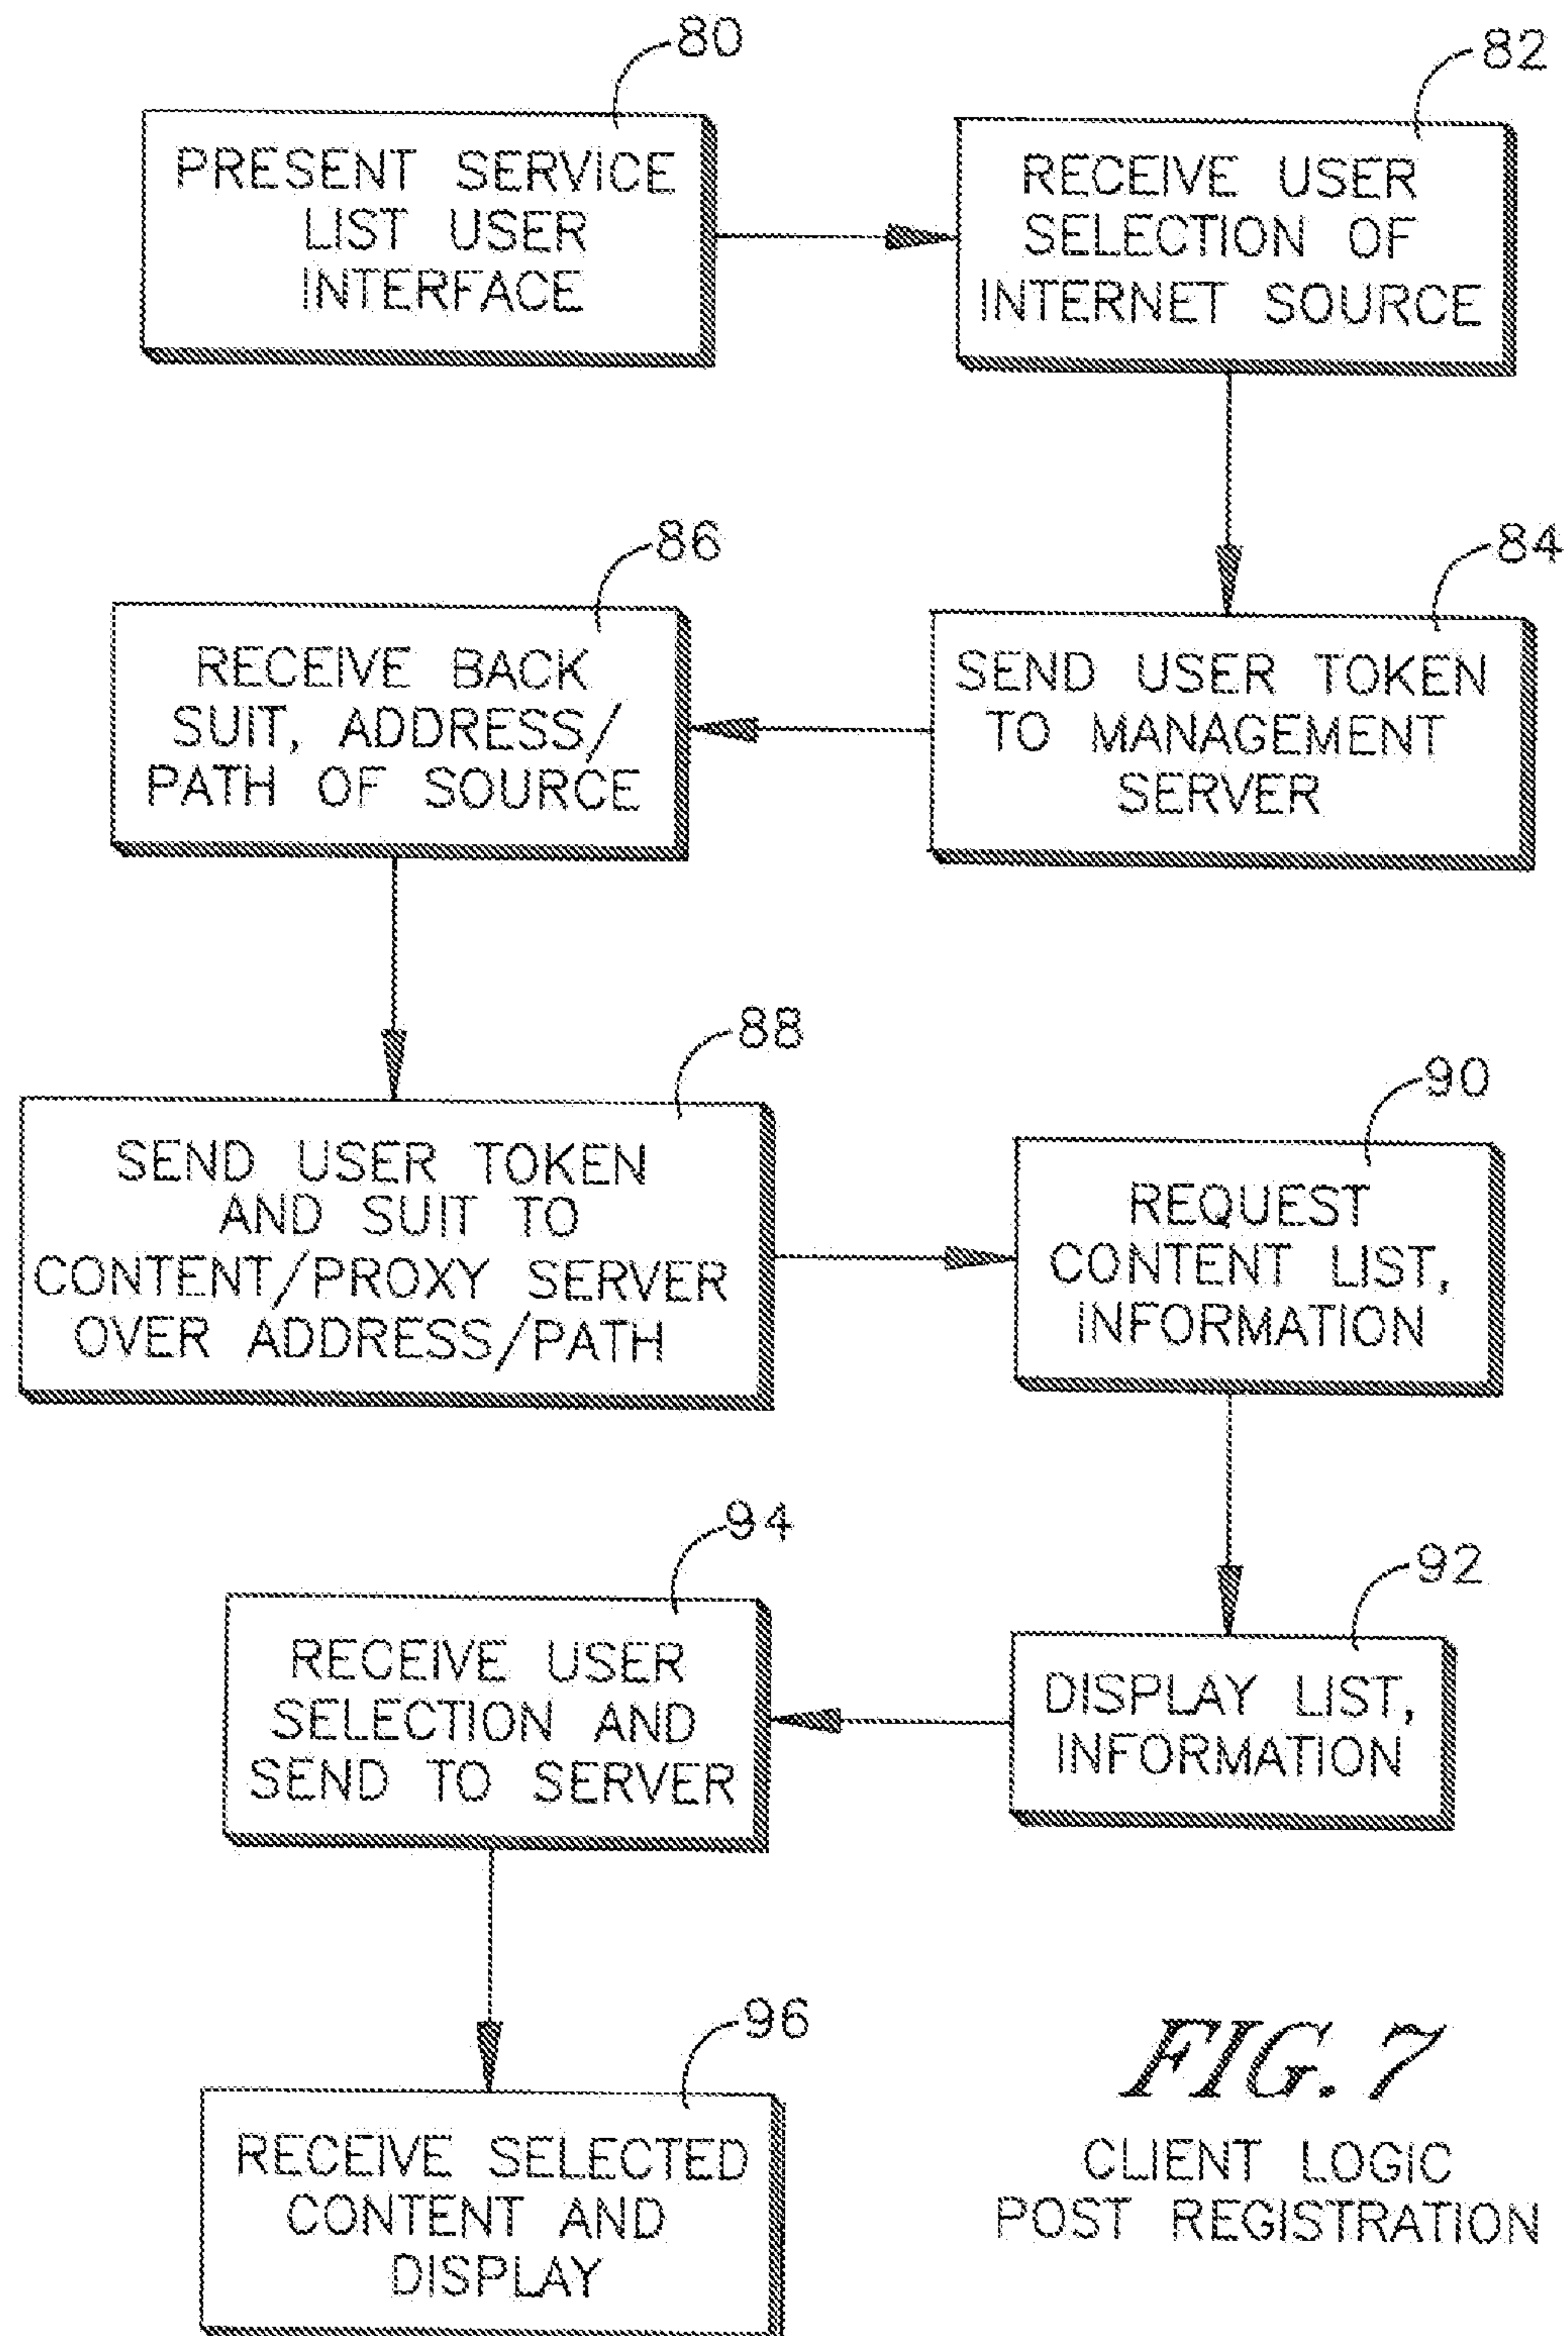 80
PRESENT SERVICE
LIST USER
INTERFACE
82
RECEIVE USER
SELECTION OF
INTERNET SOURCE
84
SEND USER TOKEN
TO MANAGEMENT
SERVER
86
RECEIVE BACK
SUIT, ADDRESS/
PATH OF SOURCE
88
SEND USER TOKEN
AND SUIT TO
CONTENT/PROXY SERVER
OVER ADDRESS/PATH
90
REQUEST
CONTENT LIST,
INFORMATION
92
DISPLAY LIST,
INFORMATION
94
RECEIVE USER
SELECTION AND
SEND TO SERVER
96
RECEIVE SELECTED
CONTENT AND
DISPLAY
FIG. 7
CLIENT LOGIC
POST REGISTRATION